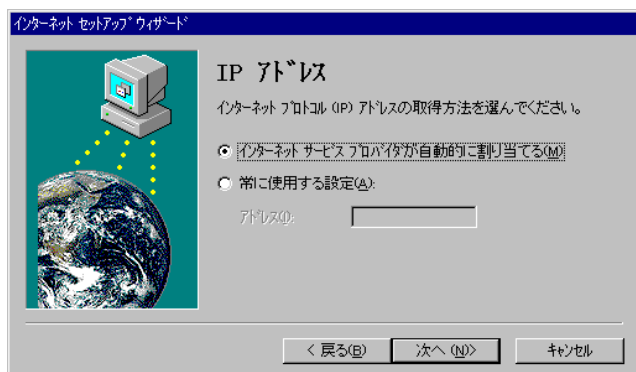 インターネット セットアップ ウィザード
IP アドレス
インターネット プロトコル (IP) アドレスの取得方法を選んでください。
インターネット サービス プロバイダが自動的に割り当てる(M)
常に使用する設定(A):
アドレス(I):
< 戻る(B) 次へ (N)> キャンセル